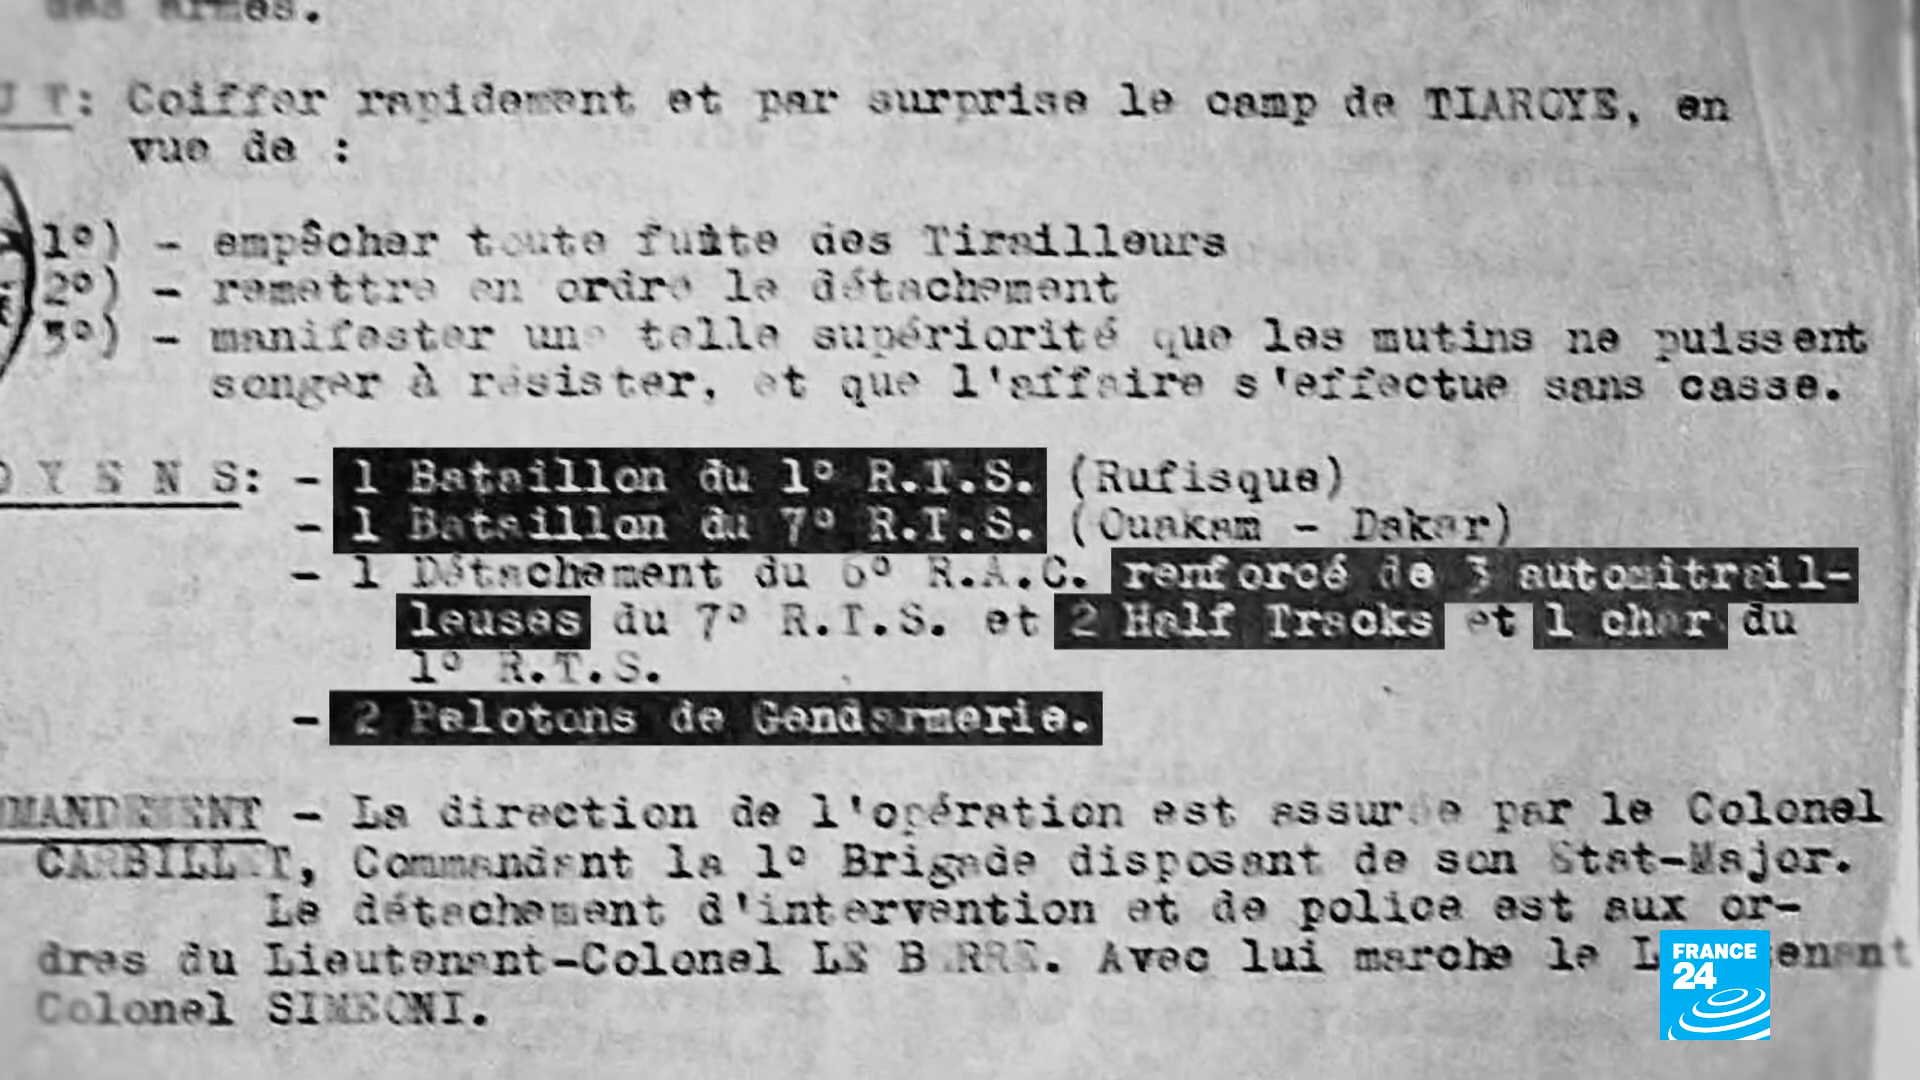 des armes.
U T: Coiffer rapidement et par surprise le camp de TIAROYE, en
vue de :
1°) - empêcher toute fuite des Tirailleurs
2°) - remettre en ordre le détachement
3°) - manifester une telle supériorité que les mutins ne puissent
songer à résister, et que l'affaire s'effectue sans casse.
O Y E N S: - 1 Bataillon du 1° R.T.S. (Rufisque)
- 1 Bataillon du 7° R.T.S. (Ouakam - Dakar)
- 1 Détachement du 6° R.A.C. renforcé de 3 automitrail-
leuses du 7° R.T.S. et 2 Half Tracks et 1 char du
1° R.T.S.
- 2 Pelotons de Gendarmerie.
MMANDEMENT - La direction de l'opération est assurée par le Colonel
CARBILLET, Commandant la 1° Brigade disposant de son Etat-Major.
Le détachement d'intervention et de police est aux or-
dres du Lieutenant-Colonel LE BERRE. Avec lui marche le L enant
Colonel SIMEONI.
FRANCE
24